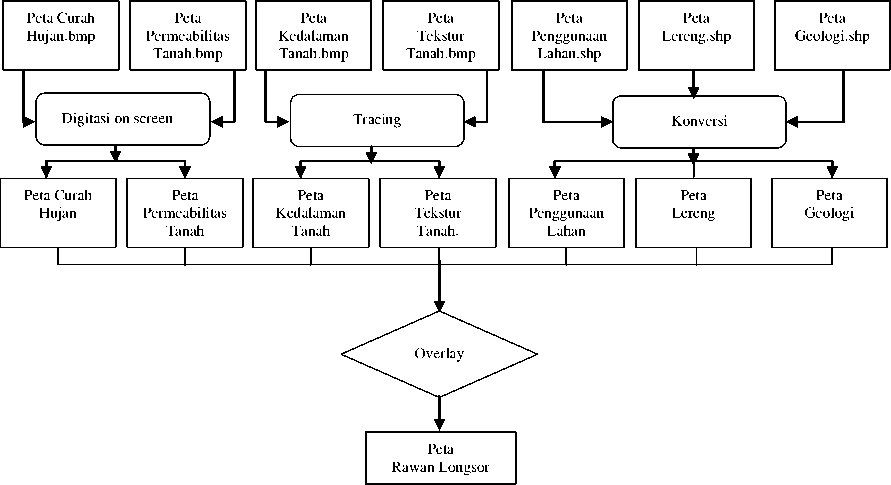 Peta Curah
Hujan.bmp
Peta
Permeabilitas
Tanah.bmp
Peta
Kedalaman
Tanah.bmp
Peta
Tekstur
Tanah.bmp
Peta
Penggunaan
Lahan.shp
Peta
Lereng.shp
Peta
Geologi.shp
Digitasi on screen
Tracing
Konversi
Peta Curah
Hujan
Peta
Permeabilitas
Tanah
Peta
Kedalaman
Tanah
Peta
Tekstur
Tanah.
Peta
Penggunaan
Lahan
Peta
Lereng
Peta
Geologi
Overlay
Peta
Rawan Longsor